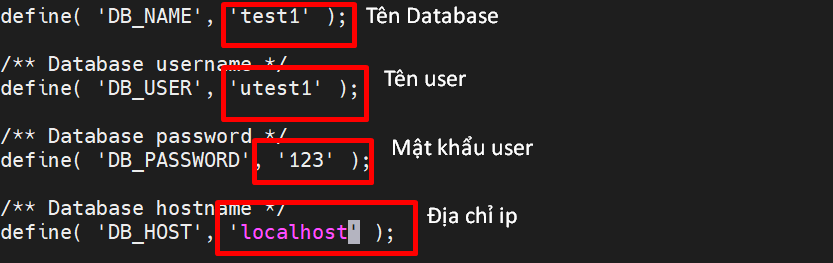 define( 'DB_NAME', 'test1' ); Tên Database
/** Database username */
define( 'DB_USER', 'utest1' ); Tên user
/** Database password */
define( 'DB_PASSWORD', '123' ); Mật khẩu user
/** Database hostname */
define( 'DB_HOST', 'localhost' ); Địa chỉ ip